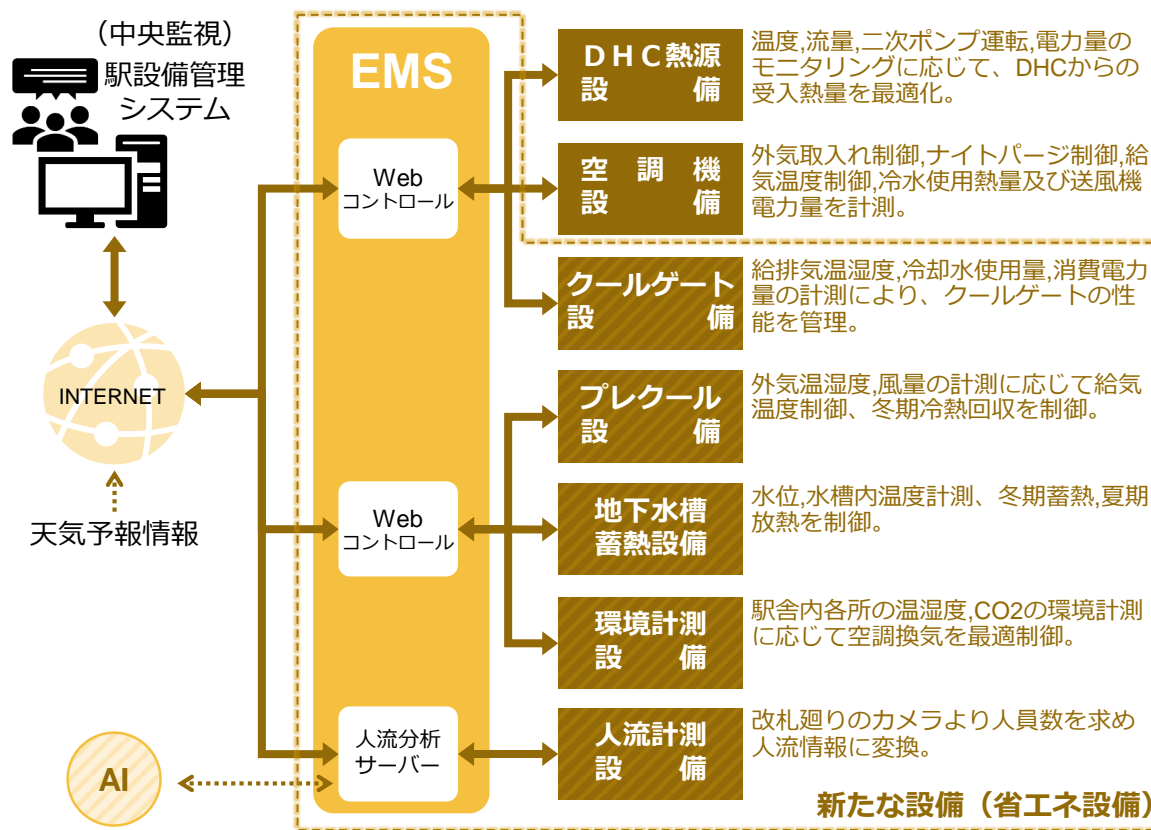 （中央監視）
駅設備管理
システム
INTERNET
天気予報情報
AI
EMS
Web
コントロール
Web
コントロール
人流分析
サーバー
ＤＨＣ熱源
設備
温度,流量,二次ポンプ運転,電力量の
モニタリングに応じて、DHCからの
受入熱量を最適化。
空調機
設備
外気取入れ制御,ナイトパージ制御,給
気温度制御,冷水使用熱量及び送風機
電力量を計測。
クールゲート
設備
給排気温湿度,冷却水使用量,消費電力
量の計測により、クールゲートの性
能を管理。
プレクール
設備
外気温湿度,風量の計測に応じて給気
温度制御、冬期冷熱回収を制御。
地下水槽
蓄熱設備
水位,水槽内温度計測、冬期蓄熱,夏期
放熱を制御。
環境計測
設備
駅舎内各所の温湿度,CO2の環境計測
に応じて空調換気を最適制御。
人流計測
設備
改札廻りのカメラより人員数を求め
人流情報に変換。
新たな設備（省エネ設備）